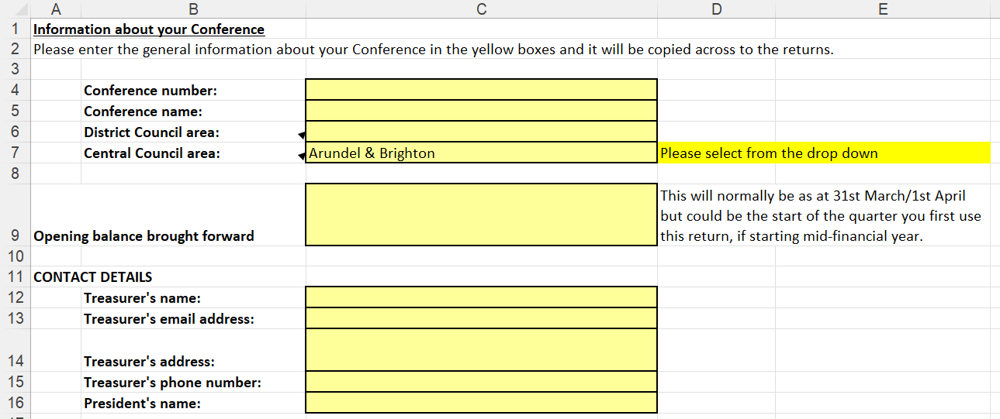 A B C D E
1 Information about your Conference
2 Please enter the general information about your Conference in the yellow boxes and it will be copied across to the returns.
3
4 Conference number:
5 Conference name:
6 District Council area:
7 Central Council area: Arundel & Brighton Please select from the drop down
8
This will normally be as at 31st March/1st April
but could be the start of the quarter you first use
9 Opening balance brought forward this return, if starting mid-financial year.
10
11 CONTACT DETAILS
12 Treasurer's name:
13 Treasurer's email address:
14 Treasurer's address:
15 Treasurer's phone number:
16 President's name: